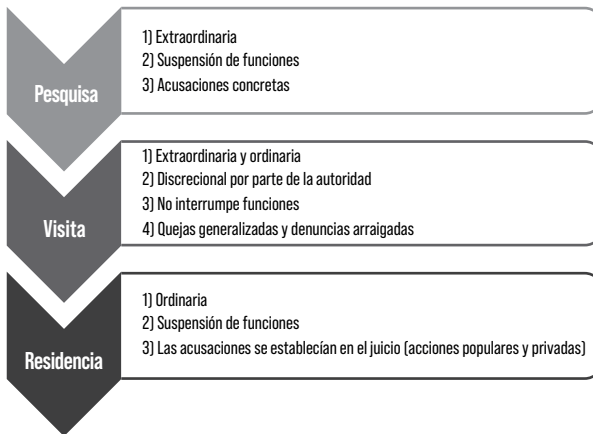 Pesquisa
1) Extraordinaria
2) Suspensión de funciones
3) Acusaciones concretas
Visita
1) Extraordinaria y ordinaria
2) Discrecional por parte de la autoridad
3) No interrumpe funciones
4) Quejas generalizadas y denuncias arraigadas
Residencia
1) Ordinaria
2) Suspensión de funciones
3) Las acusaciones se establecían en el juicio (acciones populares y privadas)